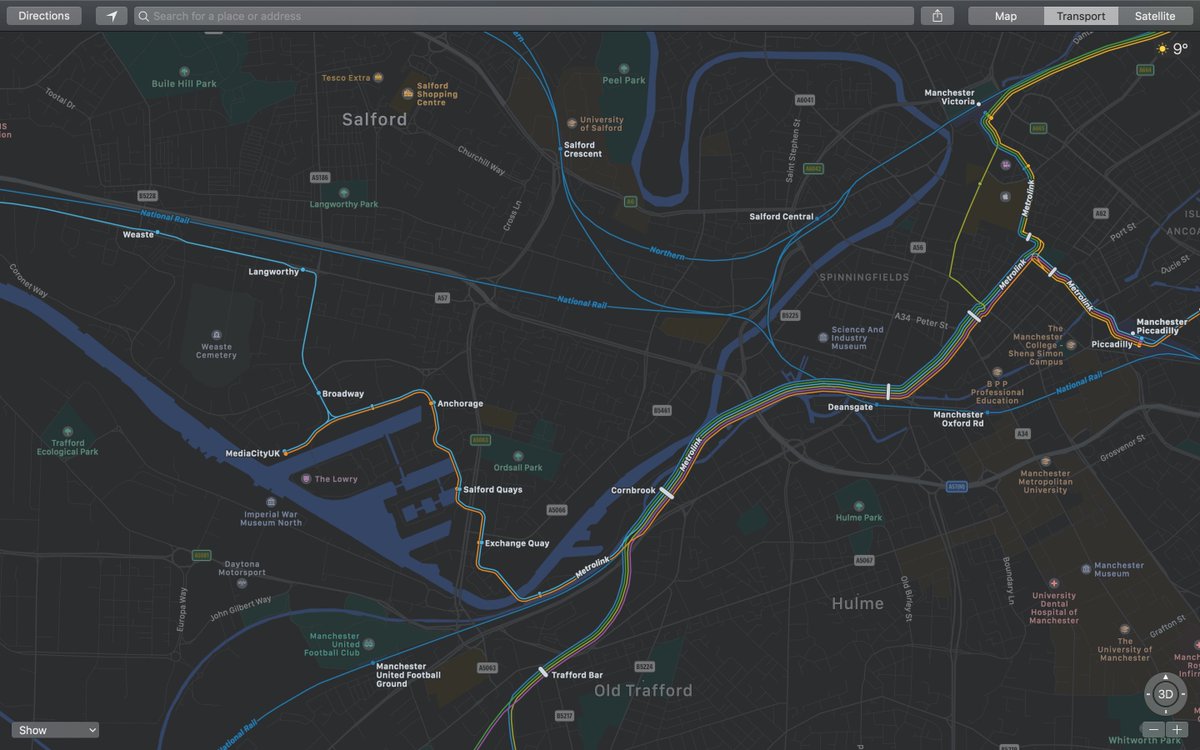 Directions
Search for a place or address
Map
Transport
Satellite
9°
Buile Hill Park
Tootal Dr
Tesco Extra
Salford
Shopping
Centre
Salford
Peel Park
University
of Salford
Salford
Crescent
Churchill Way
Northern
A6041
Saint Stephen St
A6042
Manchester
Victoria
A664
A665
A5186
B5228
Langworthy Park
Cross Ln
A6
National Rail
Weaste
Langworthy
Salford Central
Metrolink
A62
Port St
Ducie St
A56
SPINNINGFIELDS
Metrolink
Metrolink
Coronet Way
A57
National Rail
B5225
A34
Peter St
Science And
Industry
Museum
Manchester
Piccadilly
Piccadilly
The
Manchester
College -
Shena Simon
Campus
Weaste
Cemetery
Broadway
Anchorage
B P P
Professional
Education
National Rail
B5461
Deansgate
Manchester
Oxford Rd
A34
Grosvenor St
Trafford
Ecological Park
MediaCityUK
A5063
Ordsall Park
Metrolink
The Lowry
Salford Quays
Cornbrook
Manchester
Metropolitan
University
A57(M)
Imperial War
Museum North
A5066
Hulme Park
Exchange Quay
A5081
Daytona
Motorsport
Metrolink
A5067
Boundary Ln
Manchester
Museum
Europa Way
John Gilbert Way
Old Birley St
Hulme
University
Dental
Hospital of
Manchester
Grafton St
Manchester
United
Football Club
The
University of
Manchester
Manchester
United Football
Ground
A5063
Trafford Bar
B5224
Old Trafford
3D
B5217
National Rail
Show
Whitworth Park